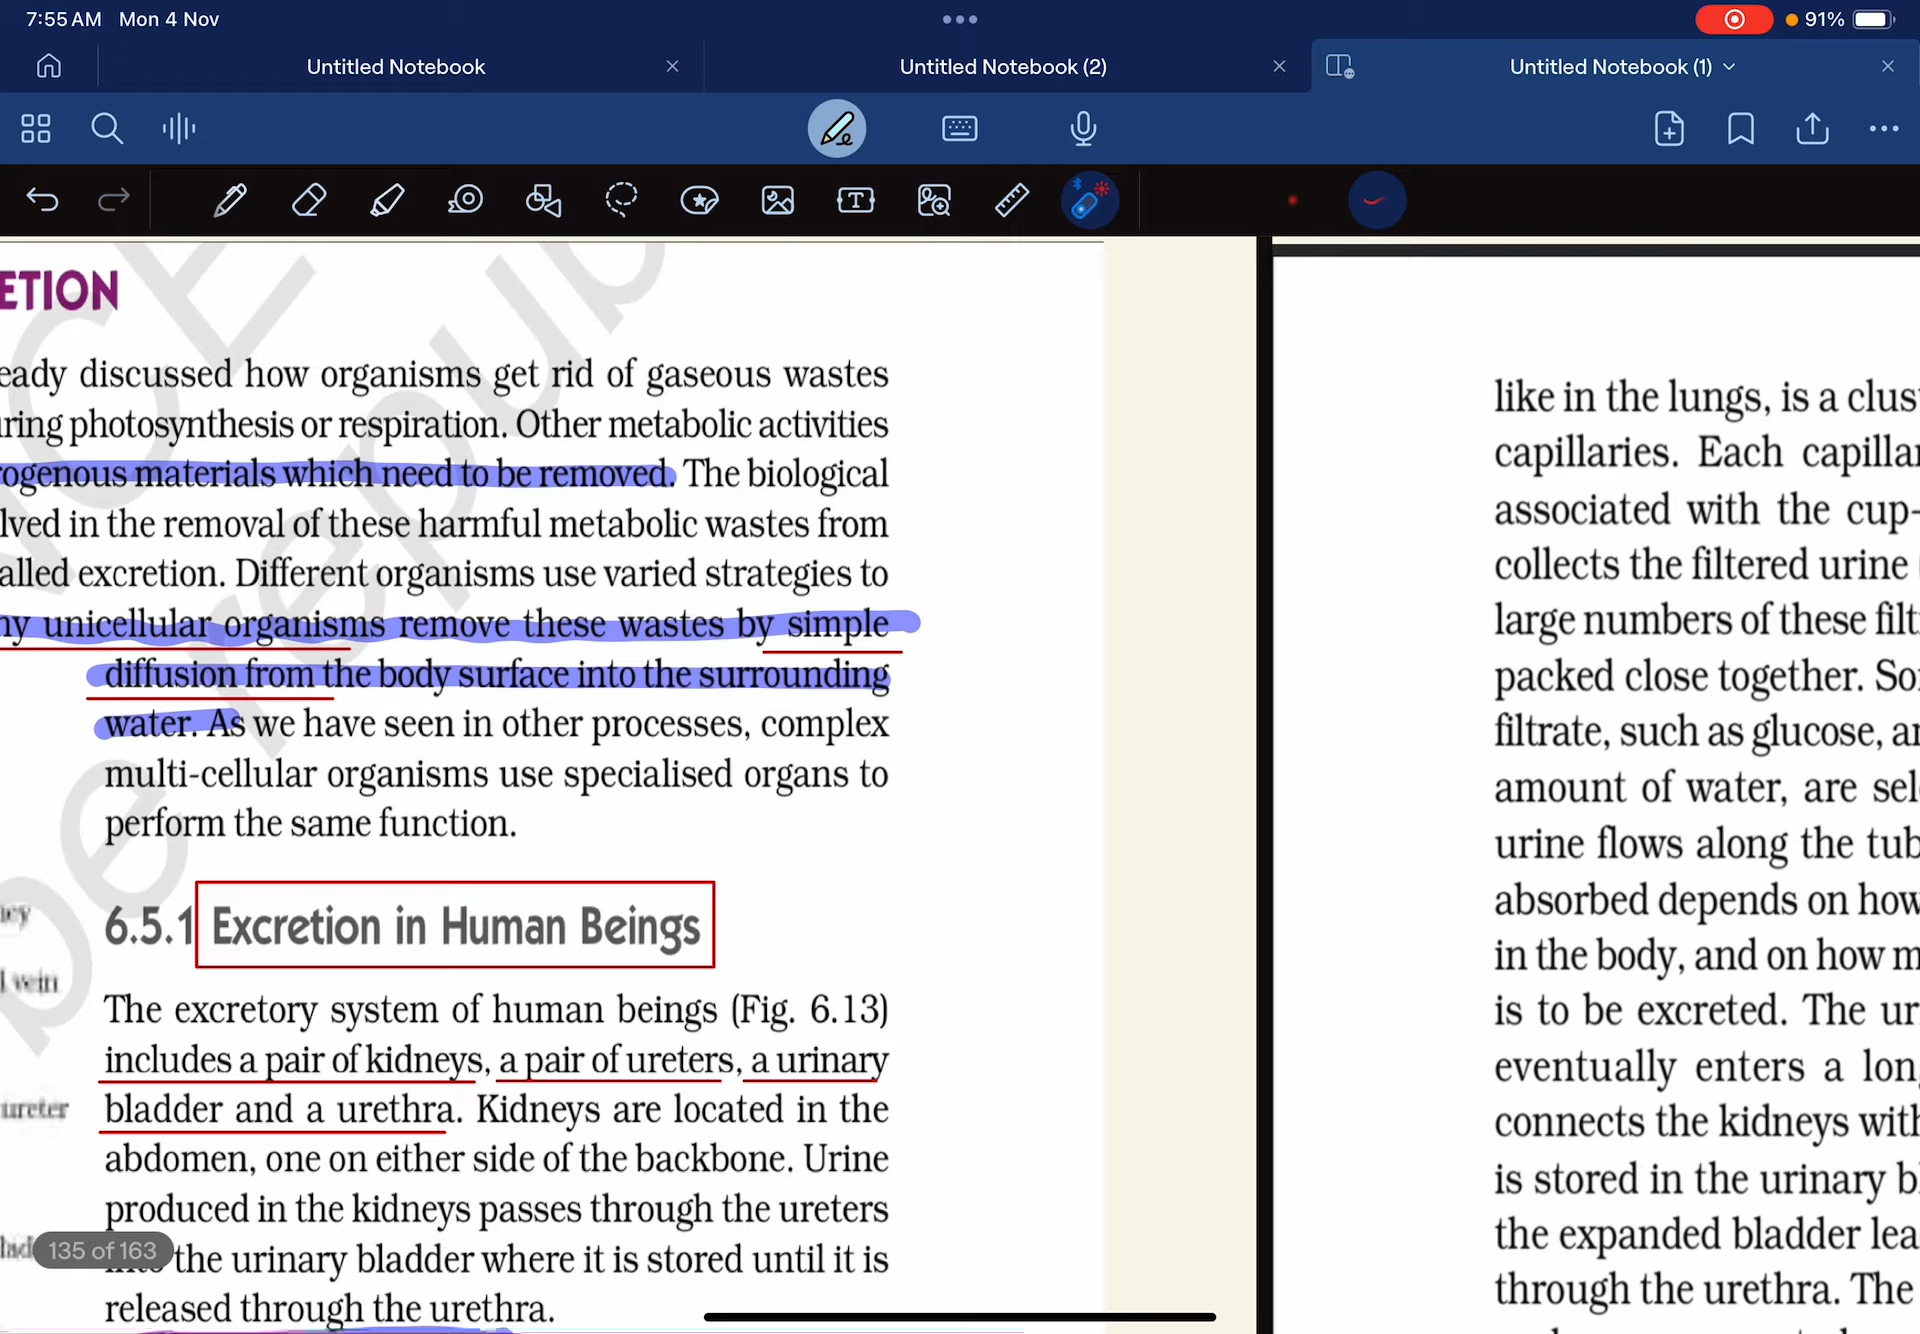 7:55 AM Mon 4 Nov
91%
Untitled Notebook
Untitled Notebook (2)
Untitled Notebook (1)
ETION
eady discussed how organisms get rid of gaseous wastes
uring photosynthesis or respiration. Other metabolic activities
rogenous materials which need to be removed. The biological
lved in the removal of these harmful metabolic wastes from
alled excretion. Different organisms use varied strategies to
ny unicellular organisms remove these wastes by simple
diffusion from the body surface into the surrounding
water. As we have seen in other processes, complex
multi-cellular organisms use specialised organs to
perform the same function.
6.5.1 Excretion in Human Beings
The excretory system of human beings (Fig. 6.13)
includes a pair of kidneys, a pair of ureters, a urinary
bladder and a urethra. Kidneys are located in the
abdomen, one on either side of the backbone. Urine
produced in the kidneys passes through the ureters
into the urinary bladder where it is stored until it is
released through the urethra.
vein
ureter
135 of 163
like in the lungs, is a clus
capillaries. Each capilla
associated with the cup-
collects the filtered urine
large numbers of these filt
packed close together. So
filtrate, such as glucose, a
amount of water, are sel
urine flows along the tub
absorbed depends on how
in the body, and on how m
is to be excreted. The ur
eventually enters a lon
connects the kidneys with
is stored in the urinary b
the expanded bladder lea
through the urethra. The
be repub